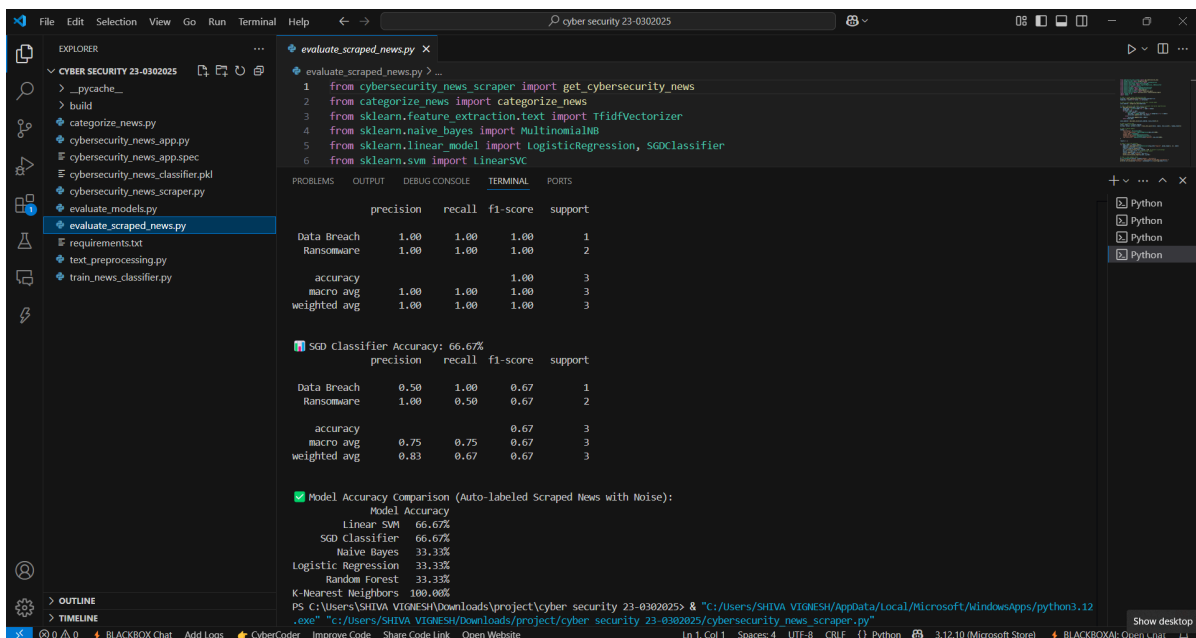 File Edit Selection View Go Run Terminal Help
cyber security 23-0302025
EXPLORER
CYBER SECURITY 23-0302025
__pycache__
build
categorize_news.py
cybersecurity_news_app.py
cybersecurity_news_app.spec
cybersecurity_news_classifier.pkl
cybersecurity_news_scraper.py
evaluate_models.py
evaluate_scraped_news.py
requirements.txt
text_preprocessing.py
train_news_classifier.py
OUTLINE
TIMELINE
evaluate_scraped_news.py
evaluate_scraped_news.py > ...
1 from cybersecurity_news_scraper import get_cybersecurity_news
2 from categorize_news import categorize_news
3 from sklearn.feature_extraction.text import TfidfVectorizer
4 from sklearn.naive_bayes import MultinomialNB
5 from sklearn.linear_model import LogisticRegression, SGDClassifier
6 from sklearn.svm import LinearSVC
PROBLEMS OUTPUT DEBUG CONSOLE TERMINAL PORTS
precision recall f1-score support
Data Breach 1.00 1.00 1.00 1
Ransomware 1.00 1.00 1.00 2
accuracy 1.00 3
macro avg 1.00 1.00 1.00 3
weighted avg 1.00 1.00 1.00 3
SGD Classifier Accuracy: 66.67%
precision recall f1-score support
Data Breach 0.50 1.00 0.67 1
Ransomware 1.00 0.50 0.67 2
accuracy 0.67 3
macro avg 0.75 0.75 0.67 3
weighted avg 0.83 0.67 0.67 3
Model Accuracy Comparison (Auto-labeled Scraped News with Noise):
Model Accuracy
Linear SVM 66.67%
SGD Classifier 66.67%
Naive Bayes 33.33%
Logistic Regression 33.33%
Random Forest 33.33%
K-Nearest Neighbors 100.00%
PS C:\Users\SHIVA VIGNESH\Downloads\project\cyber security 23-0302025> & "C:/Users/SHIVA VIGNESH/AppData/Local/Microsoft/WindowsApps/python3.12
.exe" "c:/Users/SHIVA VIGNESH/Downloads/project/cyber security 23-0302025/cybersecurity_news_scraper.py"
Python
Python
Python
Python
1
Show desktop
0 0 0 BLACKBOX Chat Add Logs CyberCoder Improve Code Share Code Link Open Website Ln 1, Col 1 Spaces: 4 UTF-8 CRLF {} Python 3.12.10 (Microsoft Store) BLACKBOXAI: Open Chat